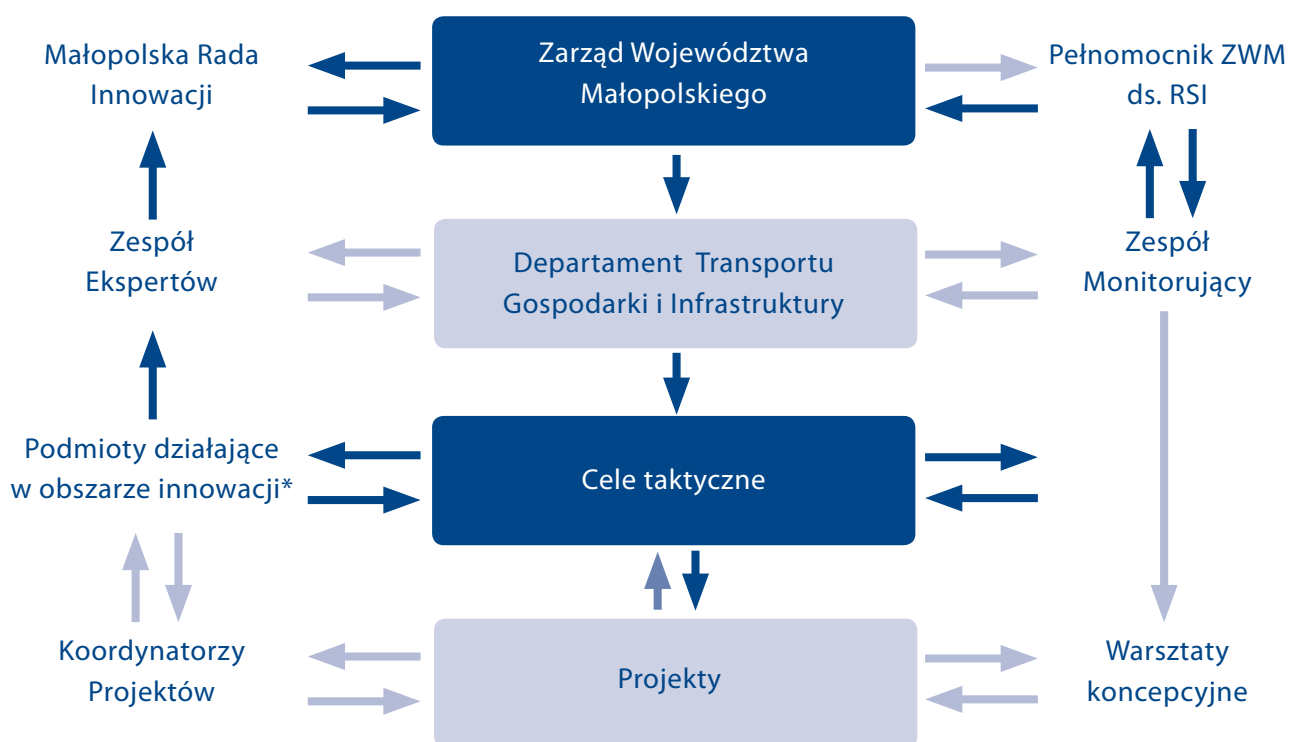 Małopolska Rada
Innowacji
Zarząd Województwa
Małopolskiego
Pełnomocnik ZWM
ds. RSI
Zespół
Ekspertów
Departament Transportu
Gospodarki i Infrastruktury
Zespół
Monitorujący
Podmioty działające
w obszarze innowacji*
Cele taktyczne
Koordynatorzy
Projektów
Projekty
Warsztaty
koncepcyjne